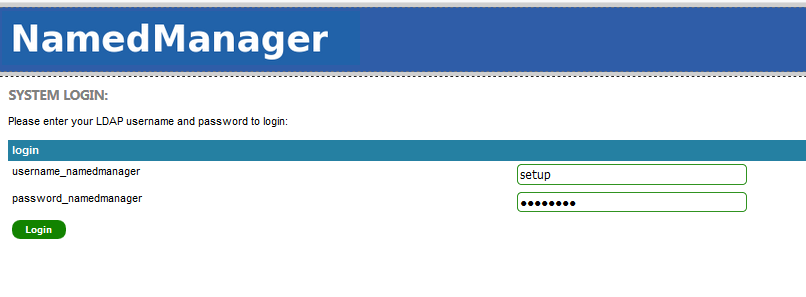 NamedManager
SYSTEM LOGIN:
Please enter your LDAP username and password to login:
login
username_namedmanager setup
password_namedmanager ••••••••
Login